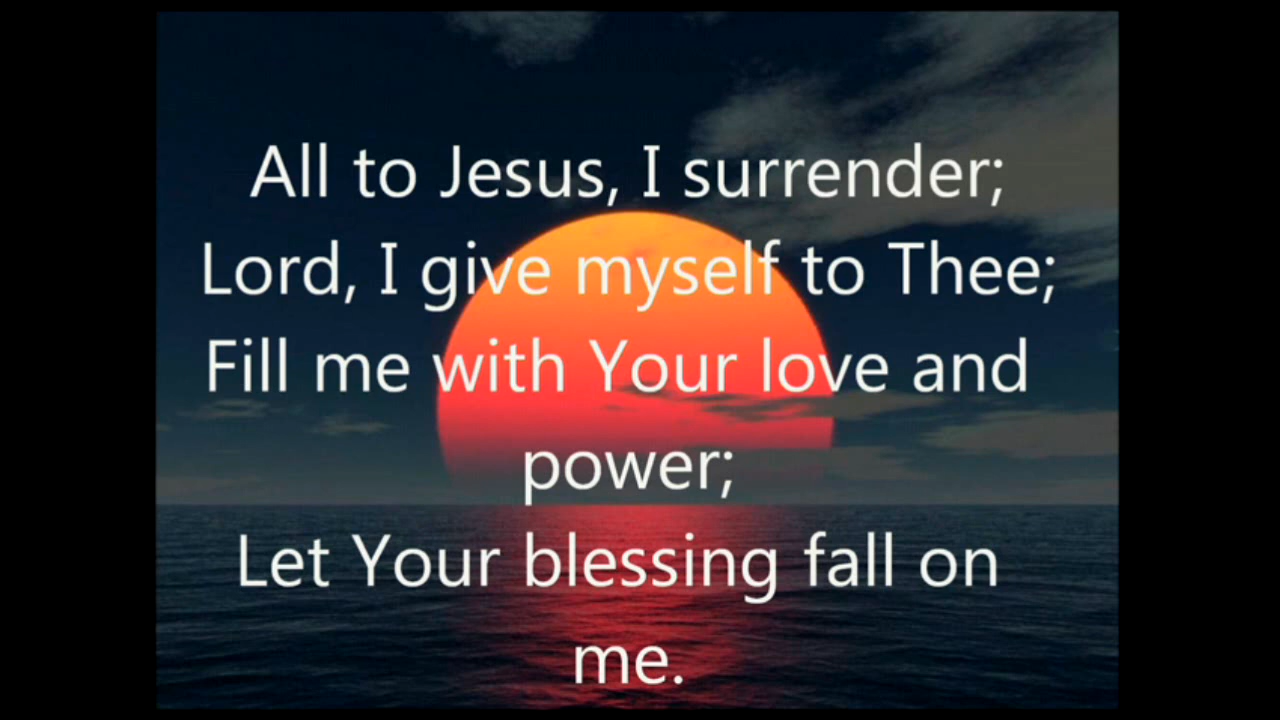 All to Jesus, I surrender;
Lord, I give myself to Thee;
Fill me with Your love and
power;
Let Your blessing fall on
me.